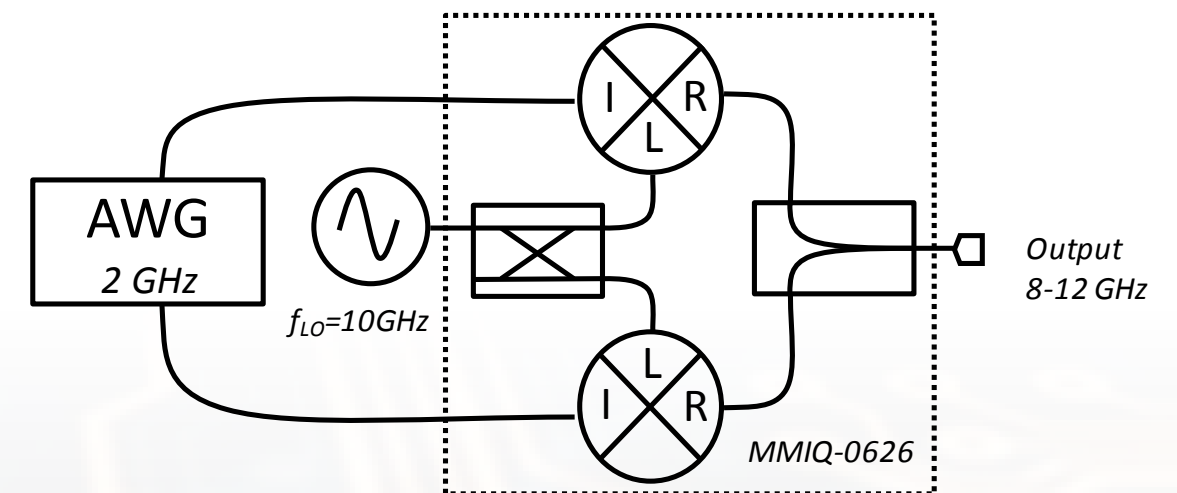 I R
L
AWG
2 GHz
f_LO=10GHz
Output
8-12 GHz
L
I R
MMIQ-0626